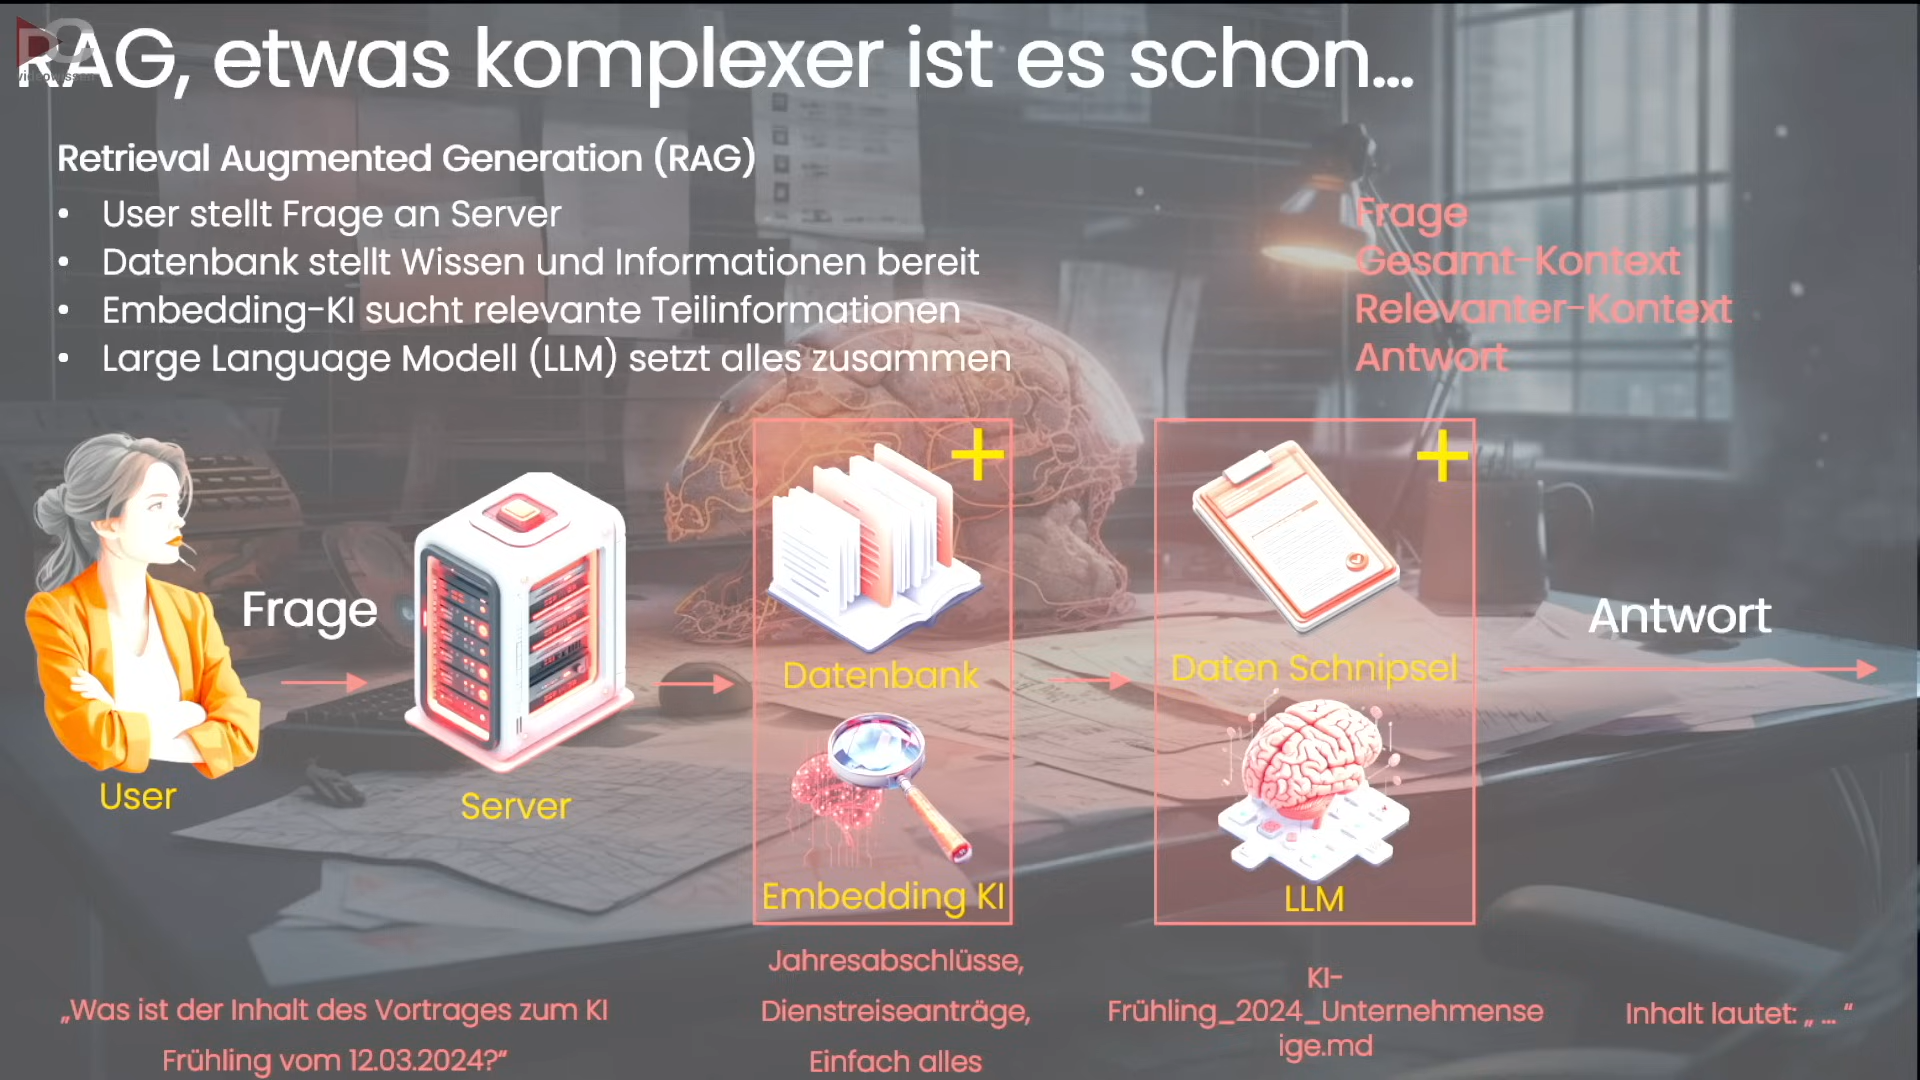 RAG, etwas komplexer ist es schon...
videowissen
Retrieval Augmented Generation (RAG)
• User stellt Frage an Server
• Datenbank stellt Wissen und Informationen bereit
• Embedding-KI sucht relevante Teilinformationen
• Large Language Modell (LLM) setzt alles zusammen
Frage
Gesamt-Kontext
Relevanter-Kontext
Antwort
Frage
User
Server
Datenbank
Embedding KI
Daten Schnipsel
LLM
Antwort
„Was ist der Inhalt des Vortrages zum KI
Frühling vom 12.03.2024?“
Jahresabschlüsse,
Dienstreiseanträge,
Einfach alles
KI-
Frühling_2024_Unternehmense
ige.md
Inhalt lautet: „ ... “